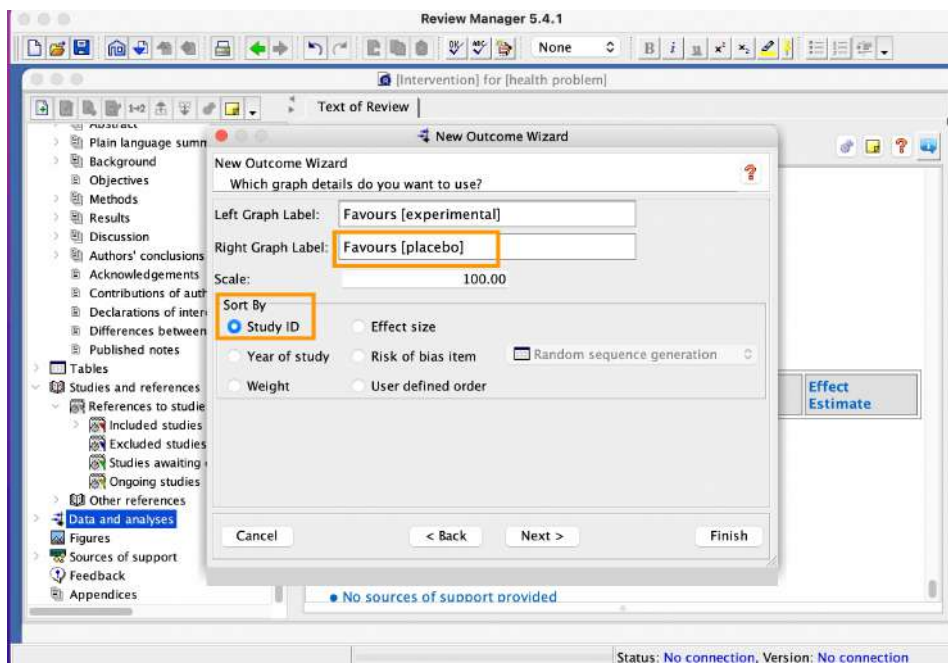 Review Manager 5.4.1
None
B i u x² x₂
[Intervention] for [health problem]
Text of Review
Abstract
Plain language summ
Background
Objectives
Methods
Results
Discussion
Authors' conclusions
Acknowledgements
Contributions of auth
Declarations of inter
Differences between
Published notes
Tables
Studies and references
References to studie
Included studies
Excluded studies
Studies awaiting
Ongoing studies
Other references
Data and analyses
Figures
Sources of support
Feedback
Appendices
New Outcome Wizard
New Outcome Wizard
Which graph details do you want to use?
Left Graph Label: Favours [experimental]
Right Graph Label: Favours [placebo]
Scale: 100.00
Sort By
Study ID Effect size
Year of study Risk of bias item Random sequence generation
Weight User defined order
Cancel < Back Next > Finish
Effect
Estimate
No sources of support provided
Status: No connection, Version: No connection